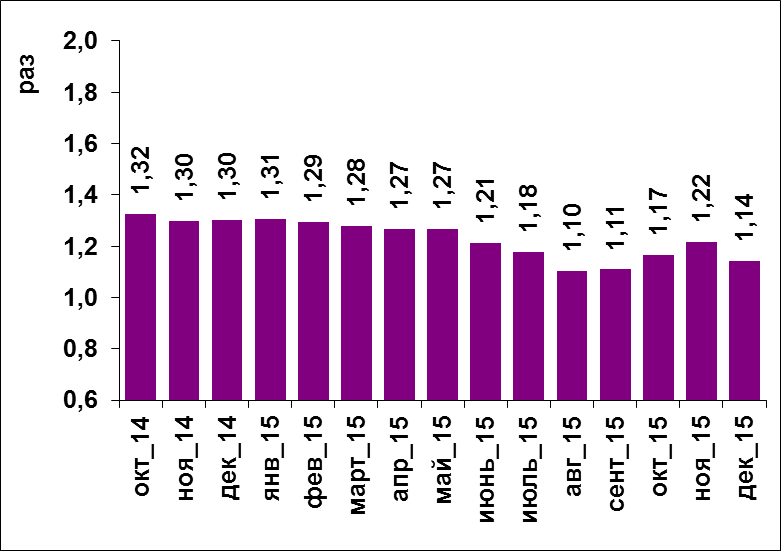 раз
2,0
1,8
1,6
1,4
1,2
1,0
0,8
0,6
1,32
1,30
1,30
1,31
1,29
1,28
1,27
1,27
1,21
1,18
1,10
1,11
1,17
1,22
1,14
окт_14
ноя_14
дек_14
янв_15
фев_15
март_15
апр_15
май_15
июнь_15
июль_15
авг_15
сент_15
окт_15
ноя_15
дек_15